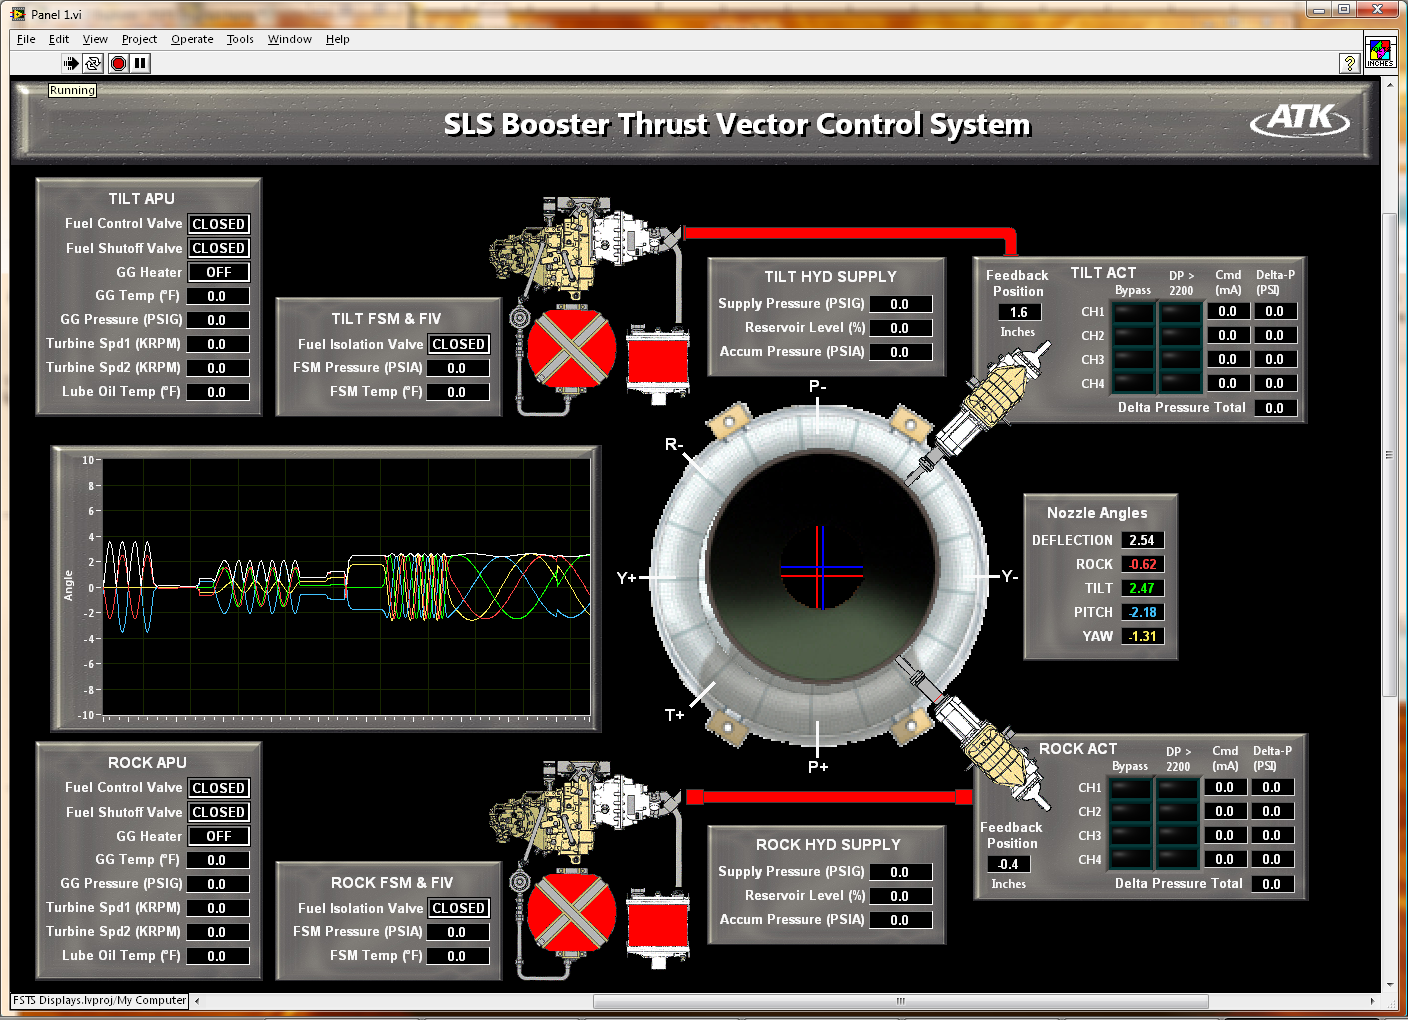 Panel 1.vi
File Edit View Project Operate Tools Window Help
INCHES
Running
SLS Booster Thrust Vector Control System
ATK
TILT APU
Fuel Control Valve CLOSED
Fuel Shutoff Valve CLOSED
GG Heater OFF
GG Temp (°F) 0.0
GG Pressure (PSIG) 0.0
Turbine Spd1 (KRPM) 0.0
Turbine Spd2 (KRPM) 0.0
Lube Oil Temp (°F) 0.0
TILT FSM & FIV
Fuel Isolation Valve CLOSED
FSM Pressure (PSIA) 0.0
FSM Temp (°F) 0.0
TILT HYD SUPPLY
Supply Pressure (PSIG) 0.0
Reservoir Level (%) 0.0
Accum Pressure (PSIA) 0.0
Feedback
Position
1.6
Inches
TILT ACT
Bypass
DP >
2200
Cmd
(mA)
Delta-P
(PSI)
CH1 0.0 0.0
CH2 0.0 0.0
CH3 0.0 0.0
CH4 0.0 0.0
Delta Pressure Total 0.0
10
8
6
4
2
0
-2
-4
-6
-8
-10
Angle
P-
R-
Y+
Y-
T+
P+
Nozzle Angles
DEFLECTION 2.54
ROCK -0.62
TILT 2.47
PITCH -2.18
YAW -1.31
ROCK APU
Fuel Control Valve CLOSED
Fuel Shutoff Valve CLOSED
GG Heater OFF
GG Temp (°F) 0.0
GG Pressure (PSIG) 0.0
Turbine Spd1 (KRPM) 0.0
Turbine Spd2 (KRPM) 0.0
Lube Oil Temp (°F) 0.0
ROCK FSM & FIV
Fuel Isolation Valve CLOSED
FSM Pressure (PSIA) 0.0
FSM Temp (°F) 0.0
ROCK HYD SUPPLY
Supply Pressure (PSIG) 0.0
Reservoir Level (%) 0.0
Accum Pressure (PSIA) 0.0
ROCK ACT
Bypass
DP >
2200
Cmd
(mA)
Delta-P
(PSI)
CH1 0.0 0.0
CH2 0.0 0.0
CH3 0.0 0.0
CH4 0.0 0.0
Feedback
Position
-0.4
Inches
Delta Pressure Total 0.0
FSTS Displays.lvproj/My Computer